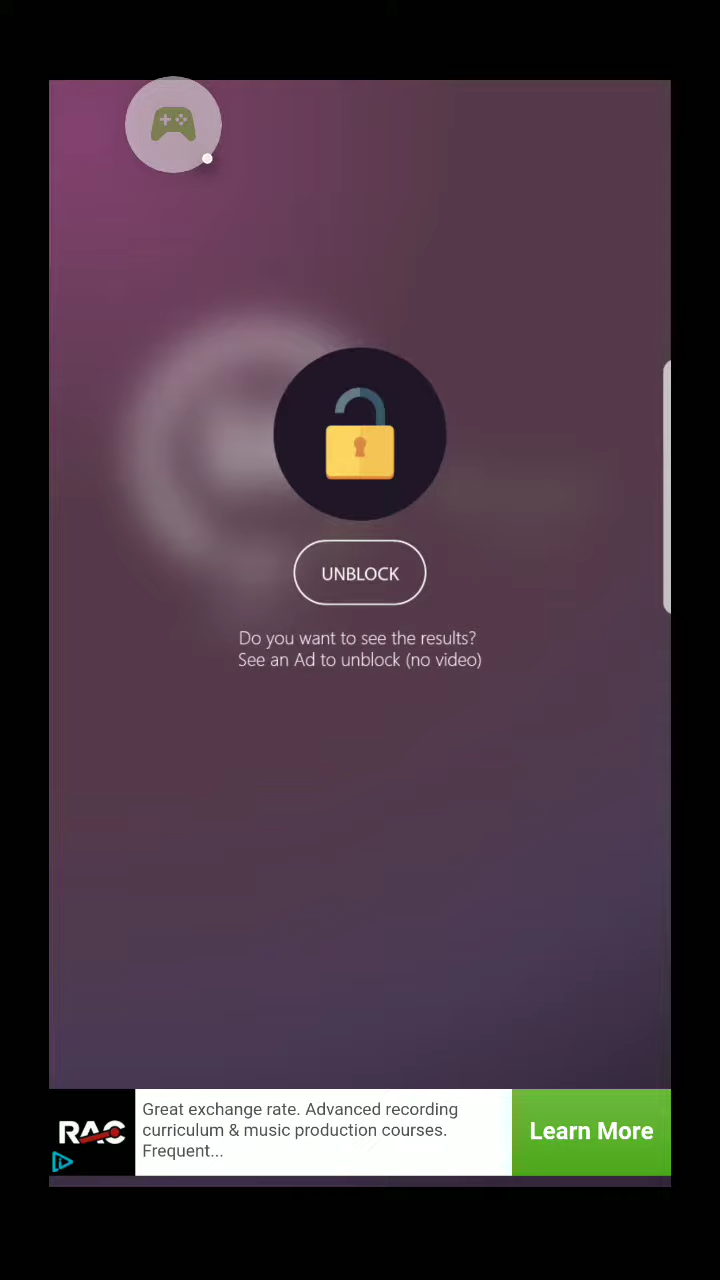 UNBLOCK
Do you want to see the results?
See an Ad to unblock (no video)
RAC
Great exchange rate. Advanced recording
curriculum & music production courses.
Frequent...
Learn More